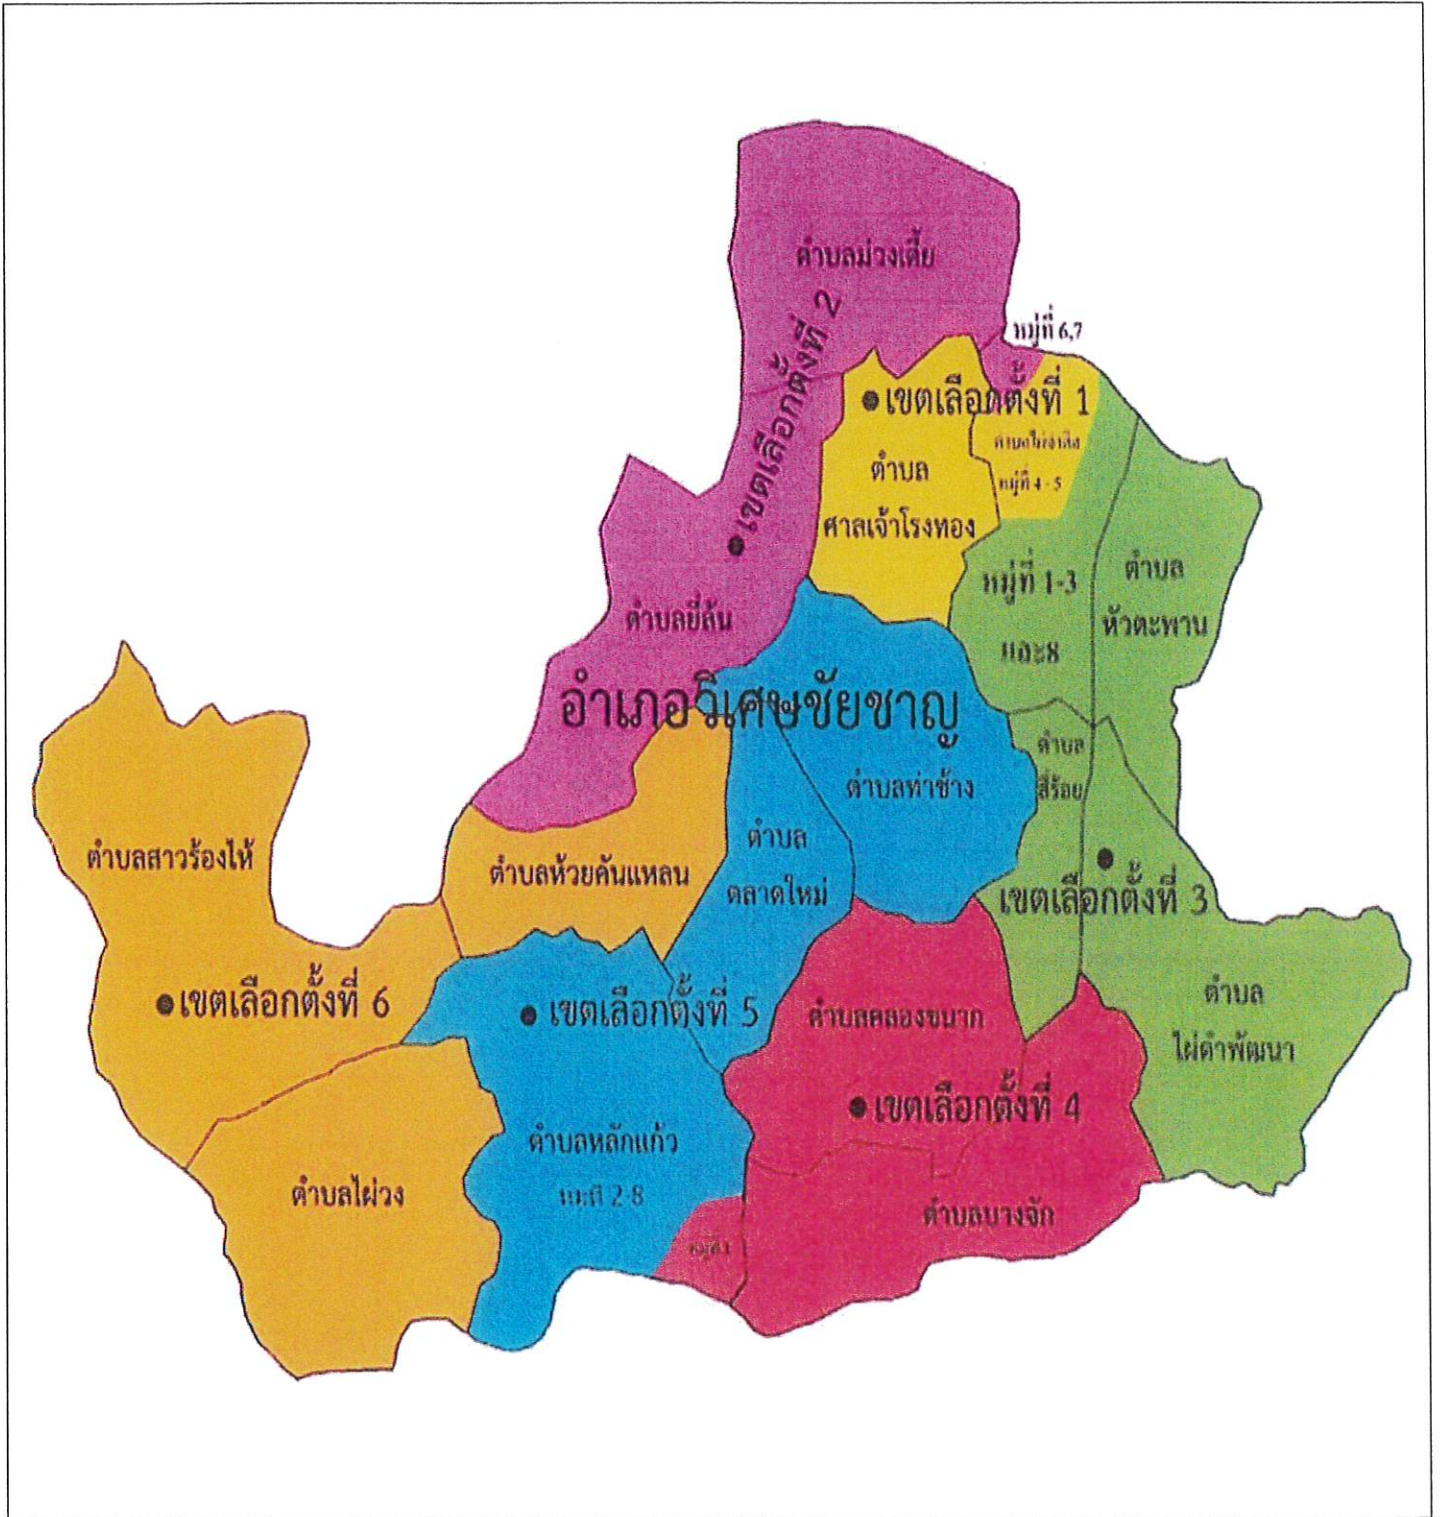 ตำบลม่วงเตี้ย
หมู่ที่ 6,7
เขตเลือกตั้งที่ 2
เขตเลือกตั้งที่ 1
ตำบลไผ่จำศิล
หมู่ที่ 4 - 5
ตำบล
ศาลเจ้าโรงทอง
หมู่ที่ 1-3
และ8
ตำบล
หัวตะพาน
ตำบลยี่ล้น
อำเภอวิเศษชัยชาญ
ตำบล
สี่ร้อย
ตำบลท่าช้าง
ตำบล
ตลาดใหม่
ตำบลสาวร้องไห้
ตำบลห้วยคันแหลน
เขตเลือกตั้งที่ 3
เขตเลือกตั้งที่ 6
เขตเลือกตั้งที่ 5
ตำบลคลองขนาก
ตำบล
ไผ่ดำพัฒนา
เขตเลือกตั้งที่ 4
ตำบลหลักแก้ว
2-8
ตำบลไผ่วง
ตำบลบางจัก